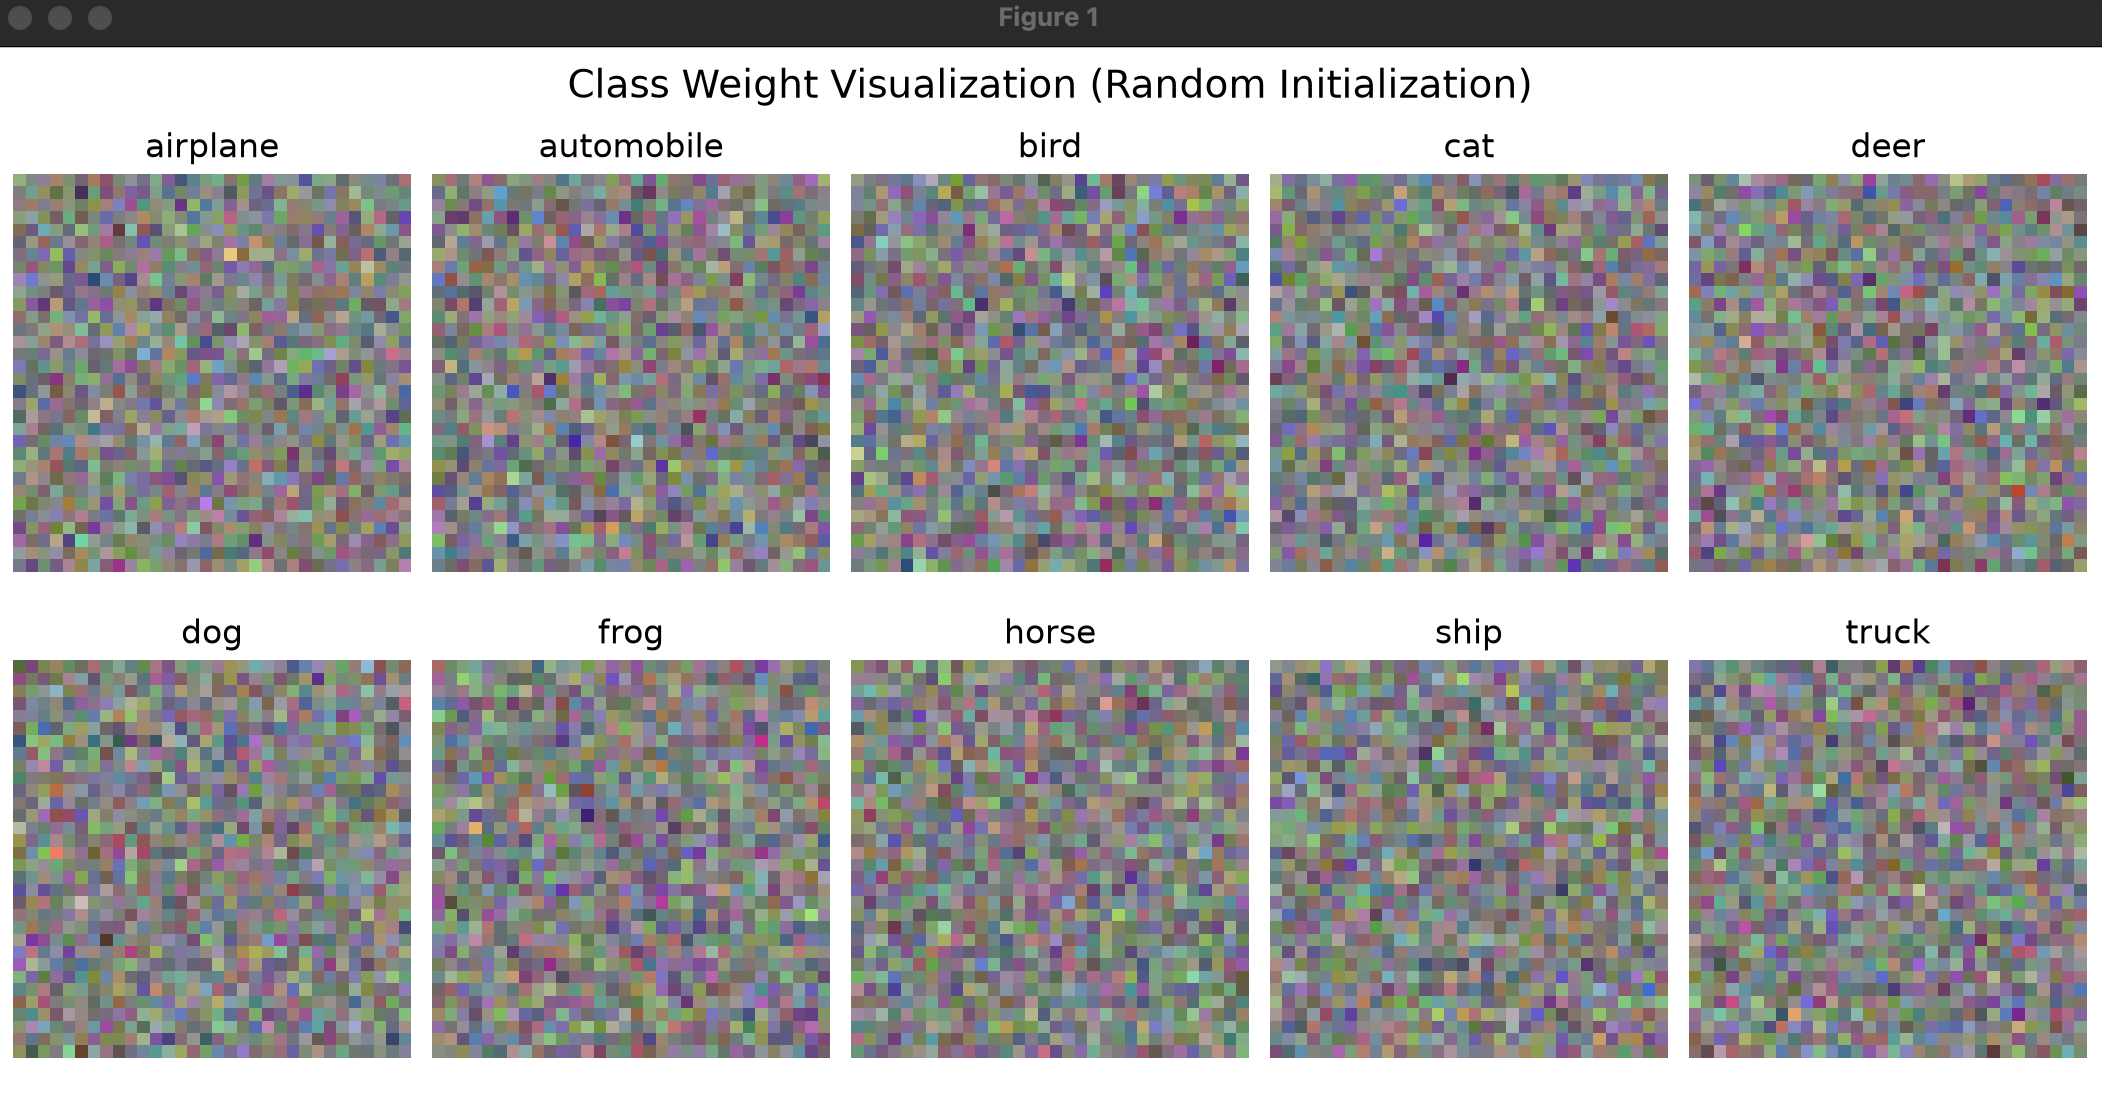 Figure 1
Class Weight Visualization (Random Initialization)
airplane
automobile
bird
cat
deer
dog
frog
horse
ship
truck